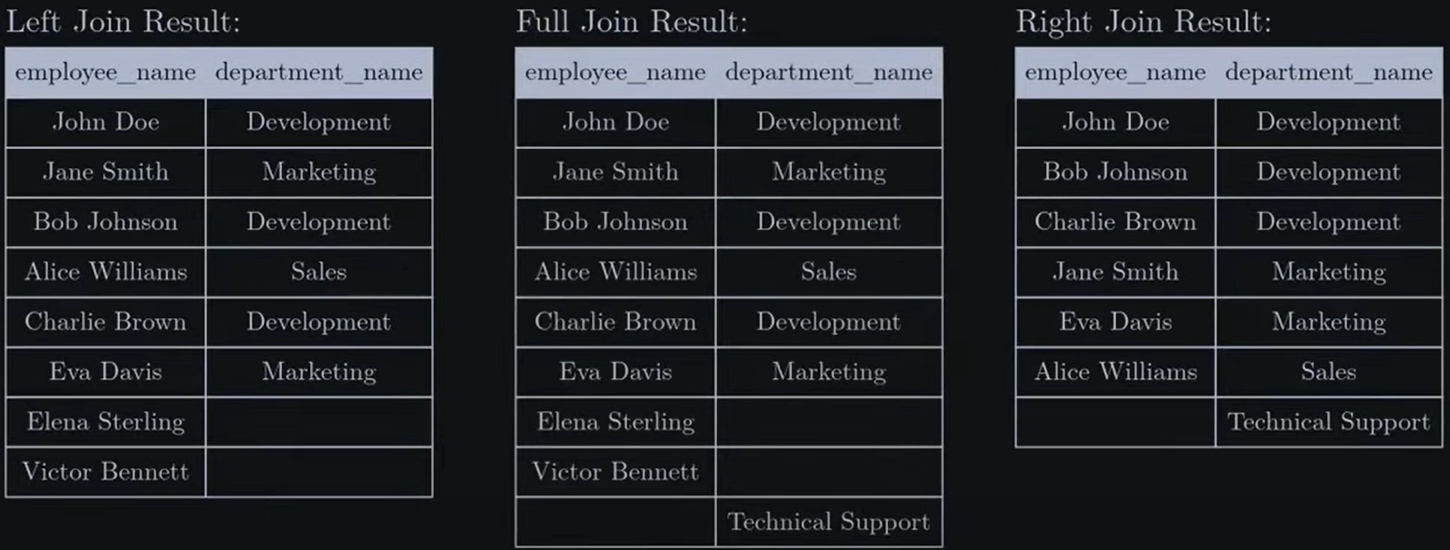 Left Join Result:
employee_name department_name
John Doe Development
Jane Smith Marketing
Bob Johnson Development
Alice Williams Sales
Charlie Brown Development
Eva Davis Marketing
Elena Sterling
Victor Bennett
Full Join Result:
employee_name department_name
John Doe Development
Jane Smith Marketing
Bob Johnson Development
Alice Williams Sales
Charlie Brown Development
Eva Davis Marketing
Elena Sterling
Victor Bennett
Technical Support
Right Join Result:
employee_name department_name
John Doe Development
Bob Johnson Development
Charlie Brown Development
Jane Smith Marketing
Eva Davis Marketing
Alice Williams Sales
Technical Support